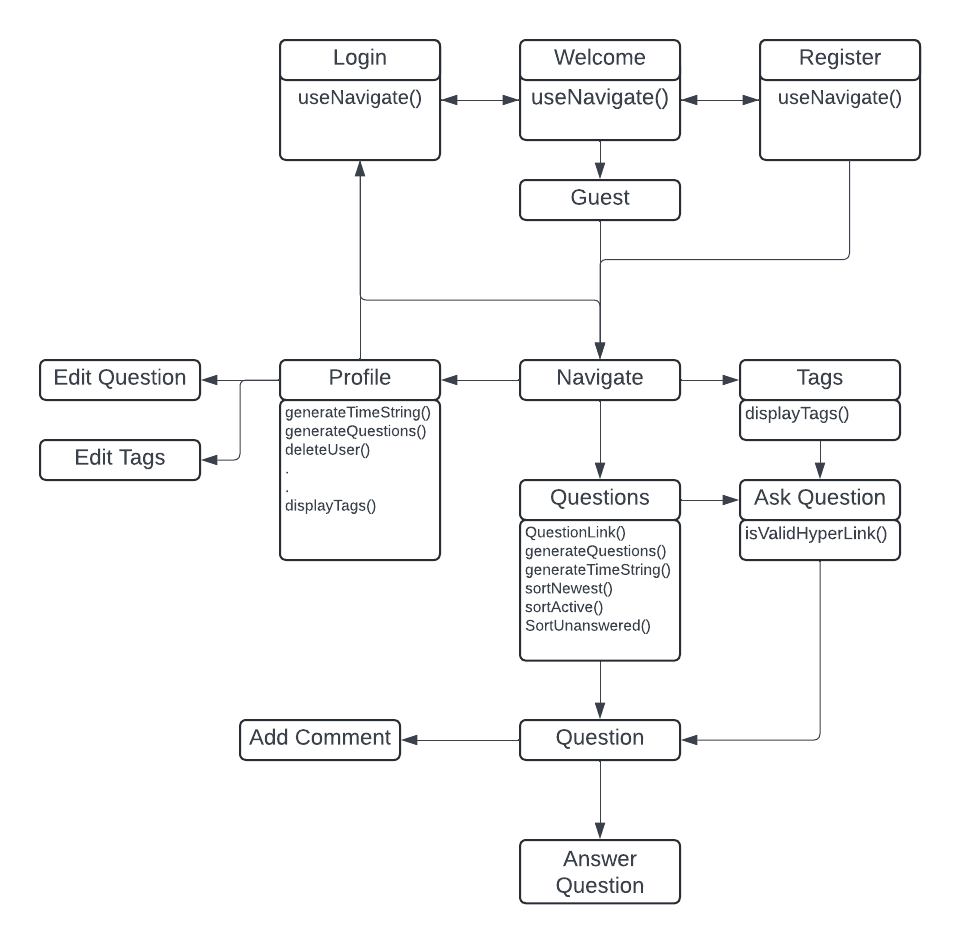 Login
useNavigate()
Welcome
useNavigate()
Register
useNavigate()
Guest
Edit Question
Edit Tags
Profile
generateTimeString()
generateQuestions()
deleteUser()
.
.
displayTags()
Navigate
Tags
displayTags()
Questions
QuestionLink()
generateQuestions()
generateTimeString()
sortNewest()
sortActive()
SortUnanswered()
Ask Question
isValidHyperLink()
Add Comment
Question
Answer
Question